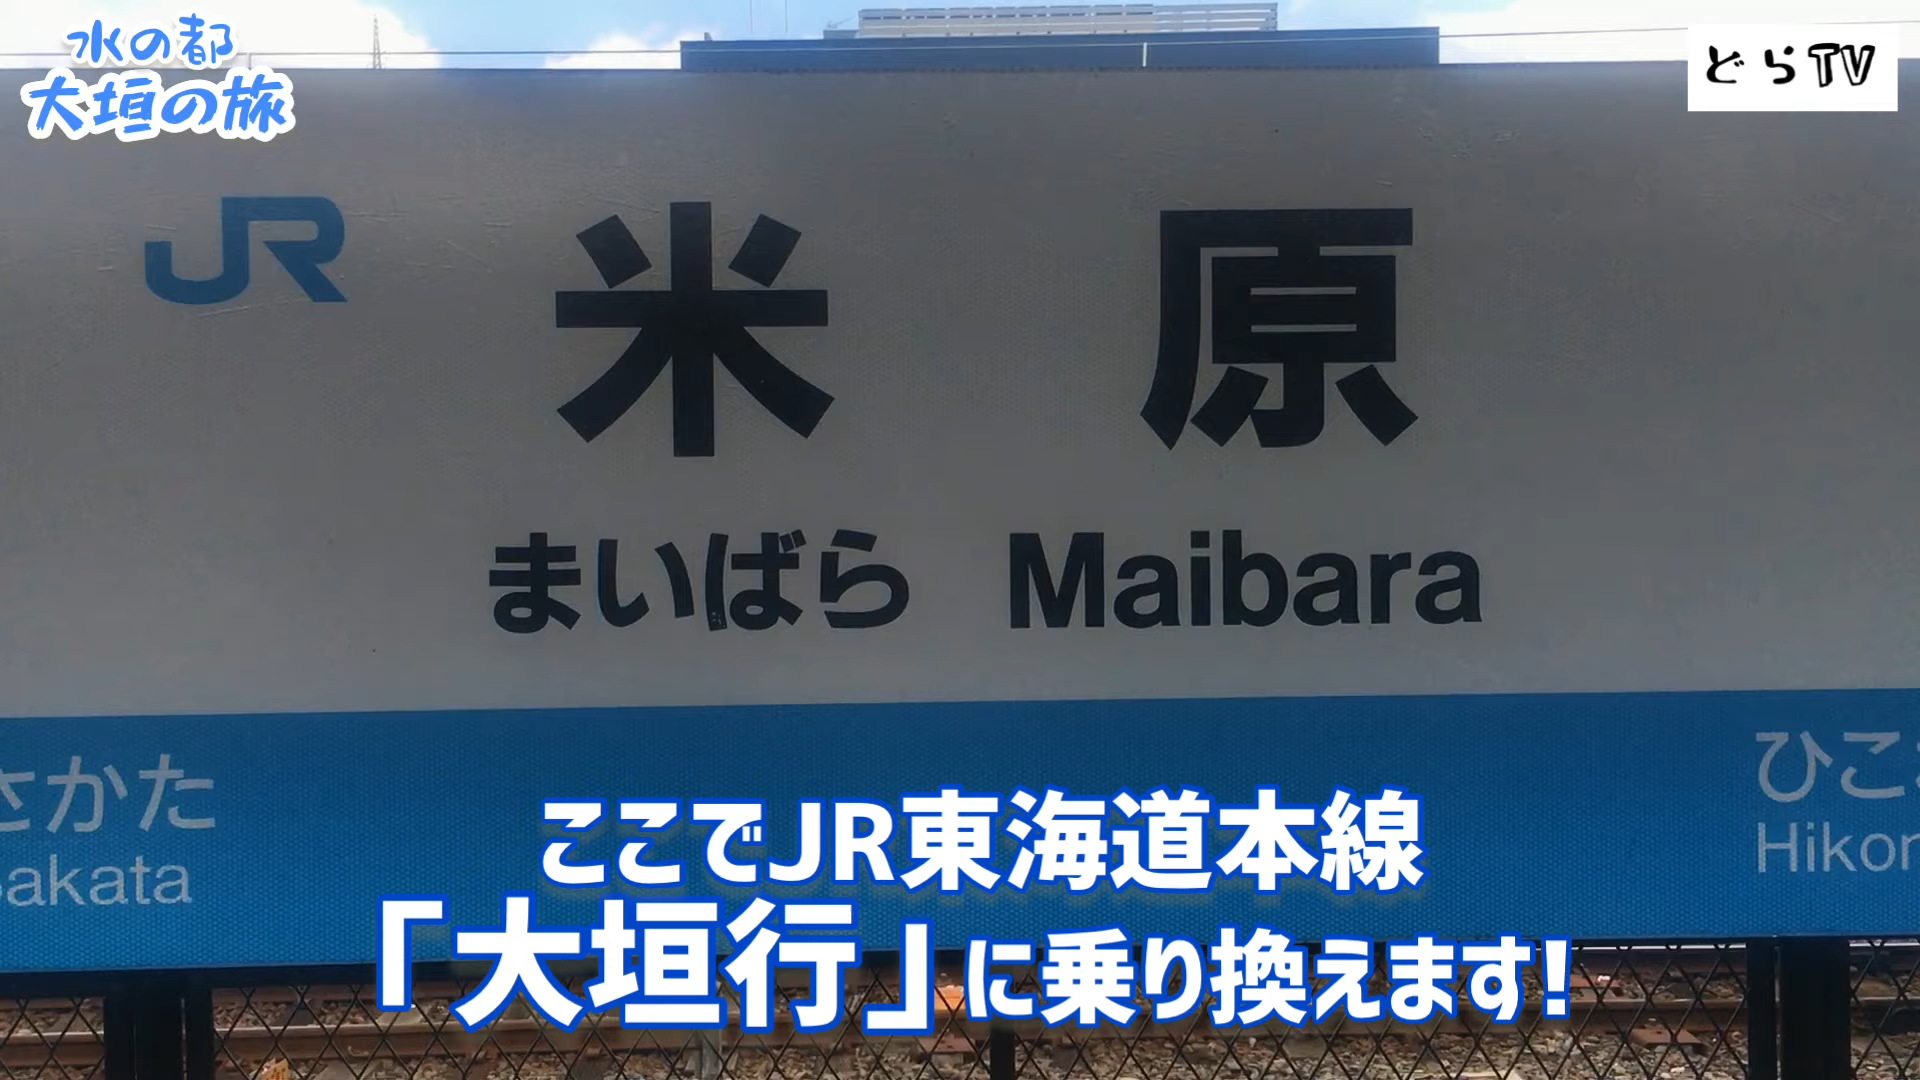 水の都
大垣の旅
どらTV
JR
米原
まいばら Maibara
さかた
akata
ひこ
Hikon
ここでJR東海道本線
「大垣行」に乗り換えます!